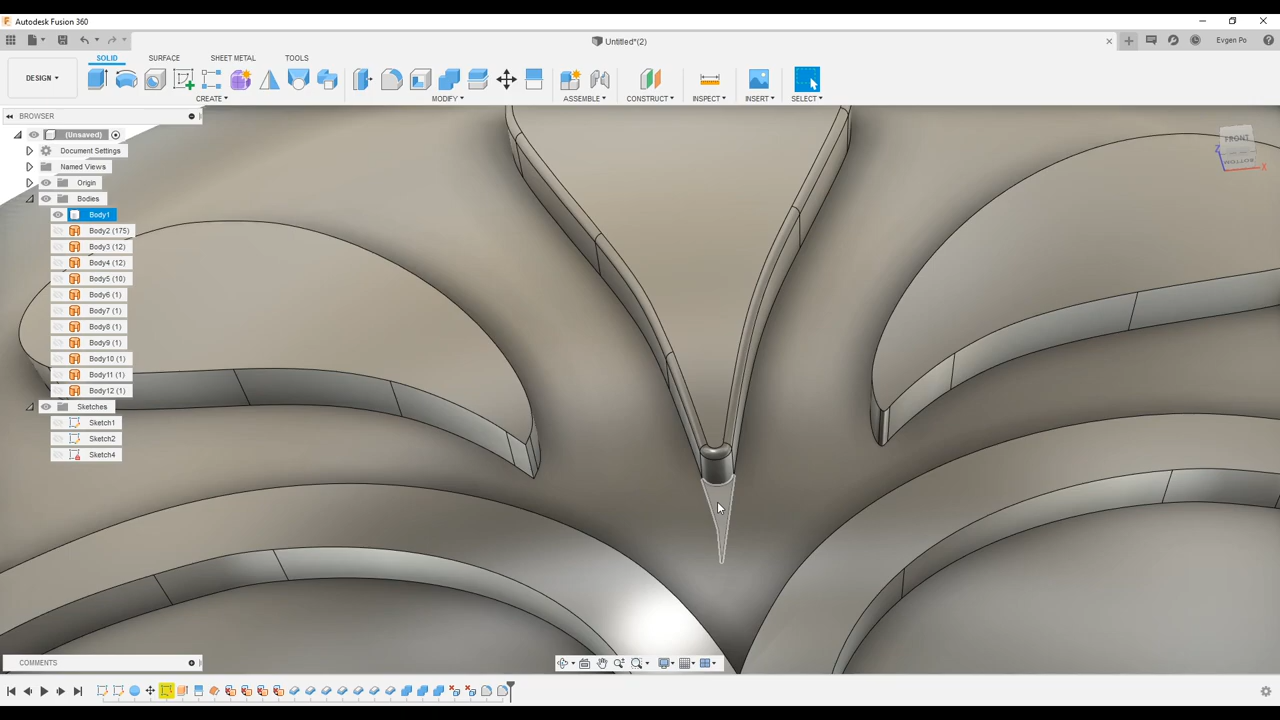 Autodesk Fusion 360
Untitled*(2)
Evgen Po
DESIGN
SOLID
SURFACE
SHEET METAL
TOOLS
CREATE
MODIFY
ASSEMBLE
CONSTRUCT
INSPECT
INSERT
SELECT
BROWSER
(Unsaved)
Document Settings
Named Views
Origin
Bodies
Body1
Body2 (175)
Body3 (12)
Body4 (12)
Body5 (10)
Body6 (1)
Body7 (1)
Body8 (1)
Body9 (1)
Body10 (1)
Body11 (1)
Body12 (1)
Sketches
Sketch1
Sketch2
Sketch4
FRONT
BOTTOM
Z
X
COMMENTS